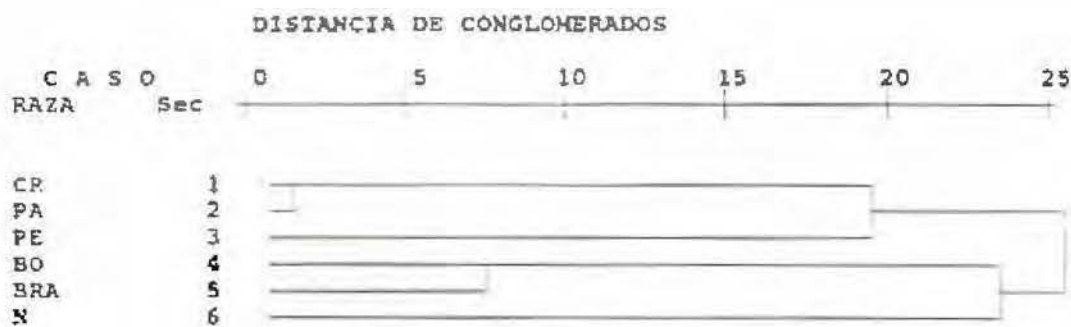 DISTANCIA DE CONGLOMERADOS
C A S O 0 5 10 15 20 25
RAZA Sec
CR 1
PA 2
PE 3
BO 4
BRA 5
N 6